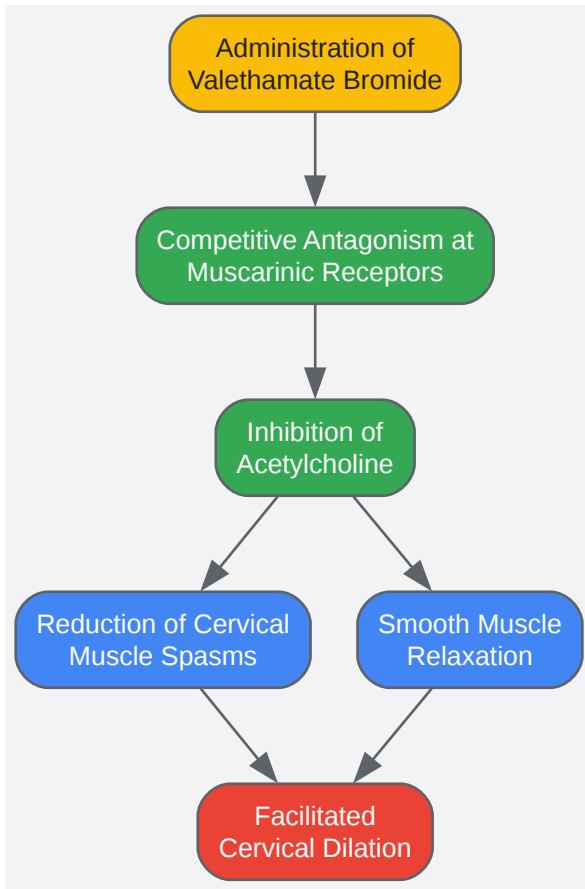 Administration of
Valethamate Bromide
Competitive Antagonism at
Muscarinic Receptors
Inhibition of
Acetylcholine
Reduction of Cervical
Muscle Spasms
Smooth Muscle
Relaxation
Facilitated
Cervical Dilation